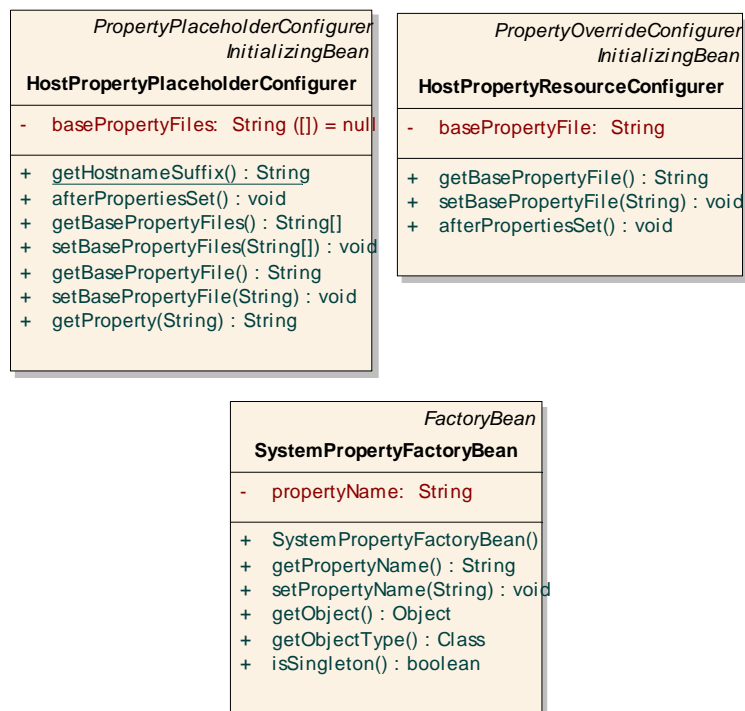 PropertyPlaceholderConfigurer
InitializingBean
HostPropertyPlaceholderConfigurer
- basePropertyFiles: String ([]) = null
+ getHostnameSuffix() : String
+ afterPropertiesSet() : void
+ getBasePropertyFiles() : String[]
+ setBasePropertyFiles(String[]) : void
+ getBasePropertyFile() : String
+ setBasePropertyFile(String) : void
+ getProperty(String) : String
PropertyOverrideConfigurer
InitializingBean
HostPropertyResourceConfigurer
- basePropertyFile: String
+ getBasePropertyFile() : String
+ setBasePropertyFile(String) : void
+ afterPropertiesSet() : void
FactoryBean
SystemPropertyFactoryBean
- propertyName: String
+ SystemPropertyFactoryBean()
+ getPropertyName() : String
+ setPropertyName(String) : void
+ getObject() : Object
+ getObjectType() : Class
+ isSingleton() : boolean